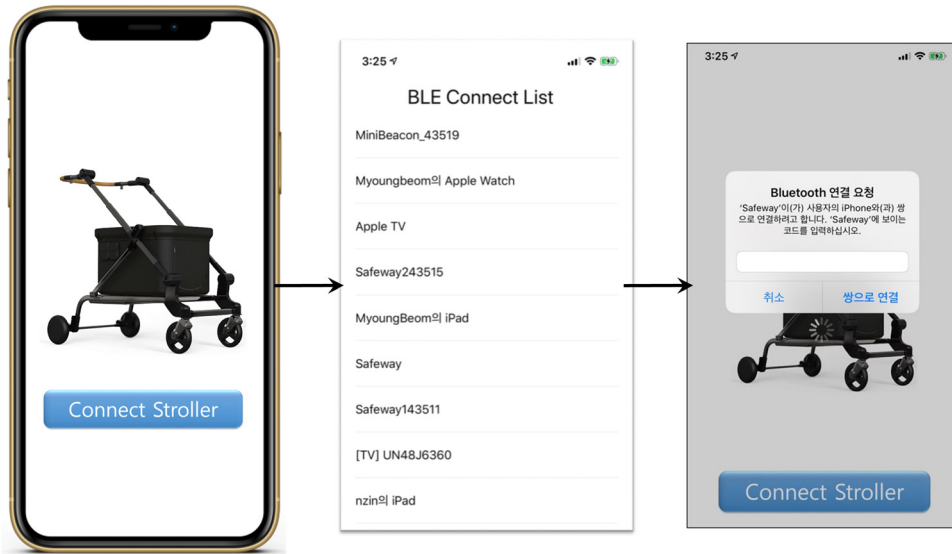 Connect Stroller
3:25
BLE Connect List
MiniBeacon_43519
Myoungbeom의 Apple Watch
Apple TV
Safeway243515
MyoungBeom의 iPad
Safeway
Safeway143511
[TV] UN48J6360
nzin의 iPad
3:25
Bluetooth 연결 요청
'Safeway'이(가) 사용자의 iPhone와(과) 쌍
으로 연결하려고 합니다. 'Safeway'에 보이는
코드를 입력하십시오.
취소 쌍으로 연결
Connect Stroller